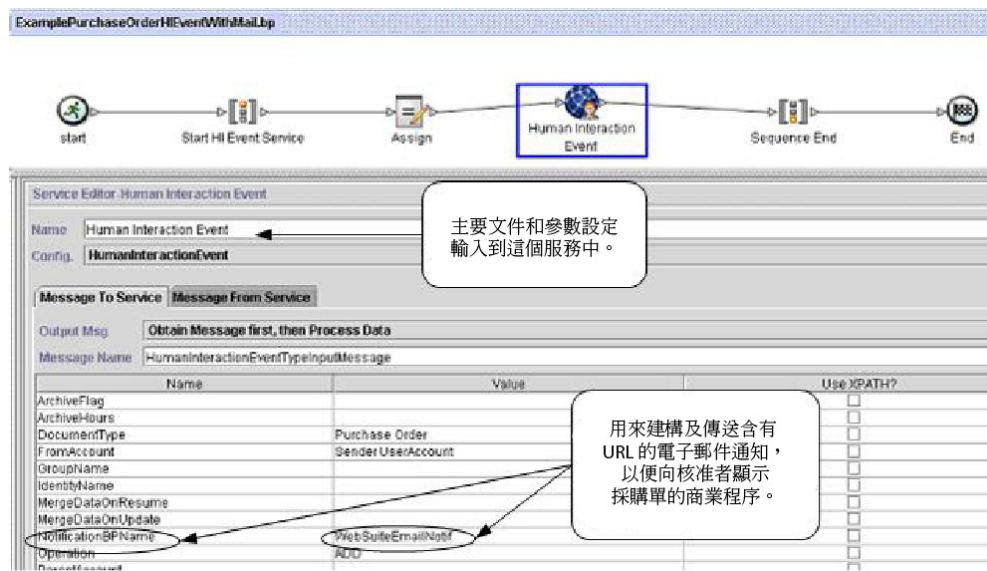 ExamplePurchaseOrderHIEventWithMail.bp
start
Start HI Event Service
Assign
Human Interaction
Event
Sequence End
End
Service Editor-Human Interaction Event
主要文件和參數設定
輸入到這個服務中。
Name Human Interaction Event
Config. HumanInteractionEvent
Message To Service Message From Service
Output Msg Obtain Message first, then Process Data
Message Name HumanInteractionEventTypeInputMessage
Name Value Use XPATH?
ArchiveFlag
ArchiveHours
DocumentType Purchase Order
FromAccount SenderUserAccount
GroupName
IdentityName
MergeDataOnResume
MergeDataOnUpdate
NotificationBPName WebSuiteEmailNotif
Operation ADD
ParentAccount
用來建構及傳送含有
URL 的電子郵件通知，
以便向核准者顯示
採購單的商業程序。